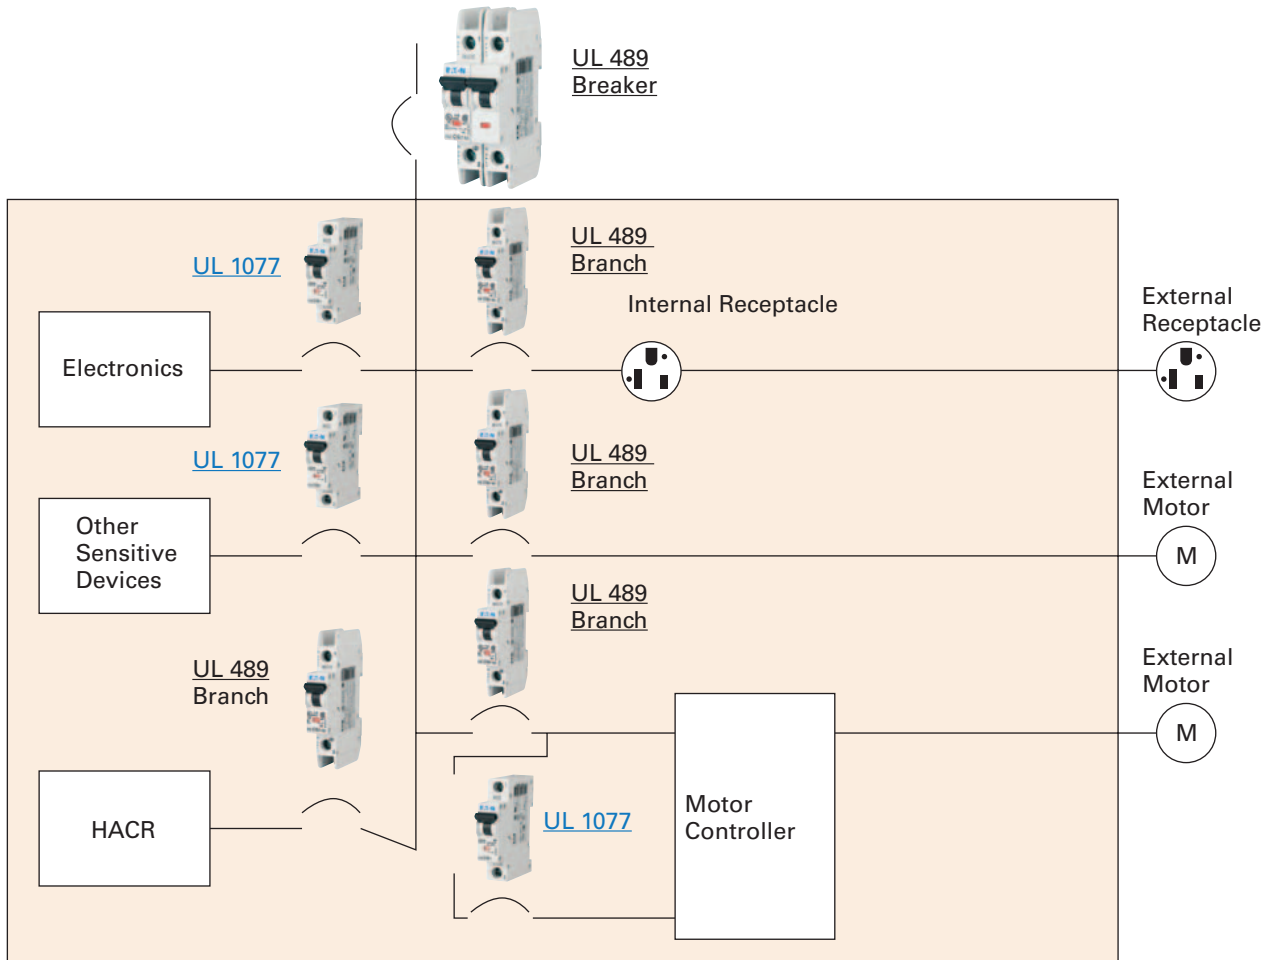 UL 489
Breaker
UL 1077
UL 489
Branch
Internal Receptacle
External
Receptacle
Electronics
UL 1077
UL 489
Branch
External
Motor
Other
Sensitive
Devices
M
UL 489
Branch
UL 489
Branch
External
Motor
M
HACR
UL 1077
Motor
Controller